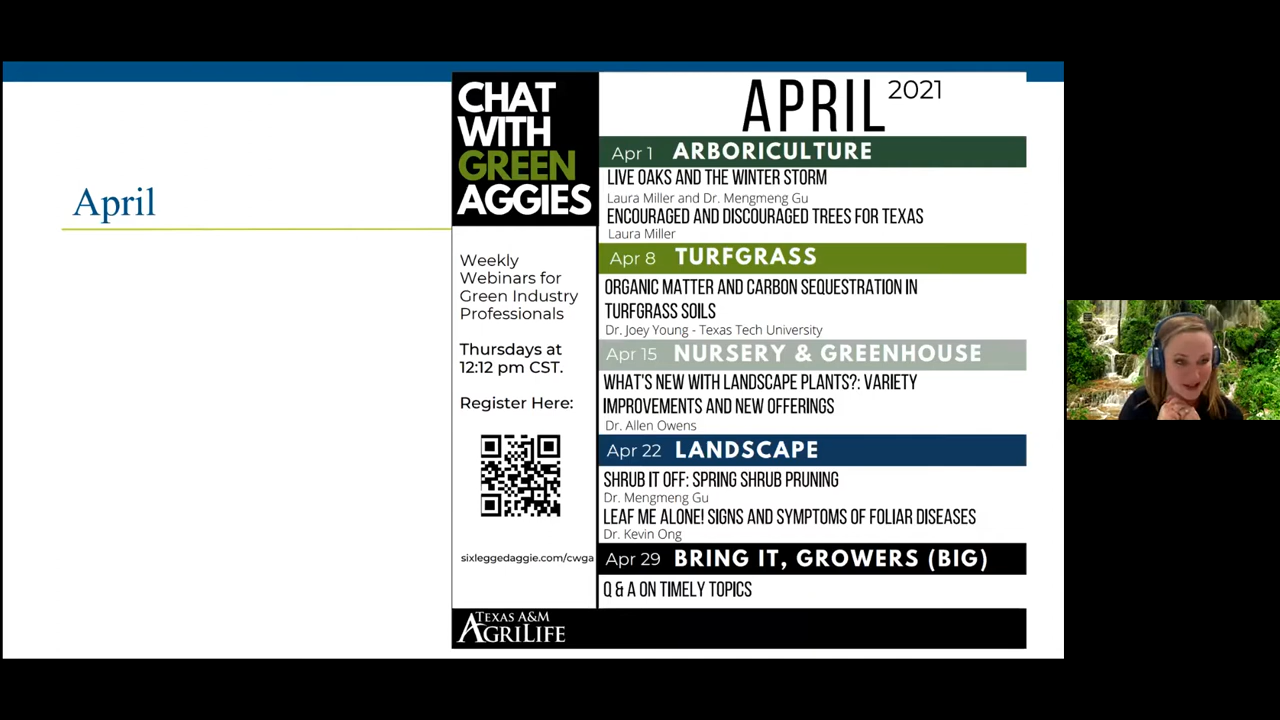 April
CHAT
WITH
GREEN
AGGIES
Weekly
Webinars for
Green Industry
Professionals
Thursdays at
12:12 pm CST.
Register Here:
sixleggedaggie.com/cwga
TEXAS A&M
AGRILIFE
APRIL 2021
Apr 1 ARBORICULTURE
LIVE OAKS AND THE WINTER STORM
Laura Miller and Dr. Mengmeng Gu
ENCOURAGED AND DISCOURAGED TREES FOR TEXAS
Laura Miller
Apr 8 TURFGRASS
ORGANIC MATTER AND CARBON SEQUESTRATION IN
TURFGRASS SOILS
Dr. Joey Young - Texas Tech University
Apr 15 NURSERY & GREENHOUSE
WHAT'S NEW WITH LANDSCAPE PLANTS?: VARIETY
IMPROVEMENTS AND NEW OFFERINGS
Dr. Allen Owens
Apr 22 LANDSCAPE
SHRUB IT OFF: SPRING SHRUB PRUNING
Dr. Mengmeng Gu
LEAF ME ALONE! SIGNS AND SYMPTOMS OF FOLIAR DISEASES
Dr. Kevin Ong
Apr 29 BRING IT, GROWERS (BIG)
Q & A ON TIMELY TOPICS